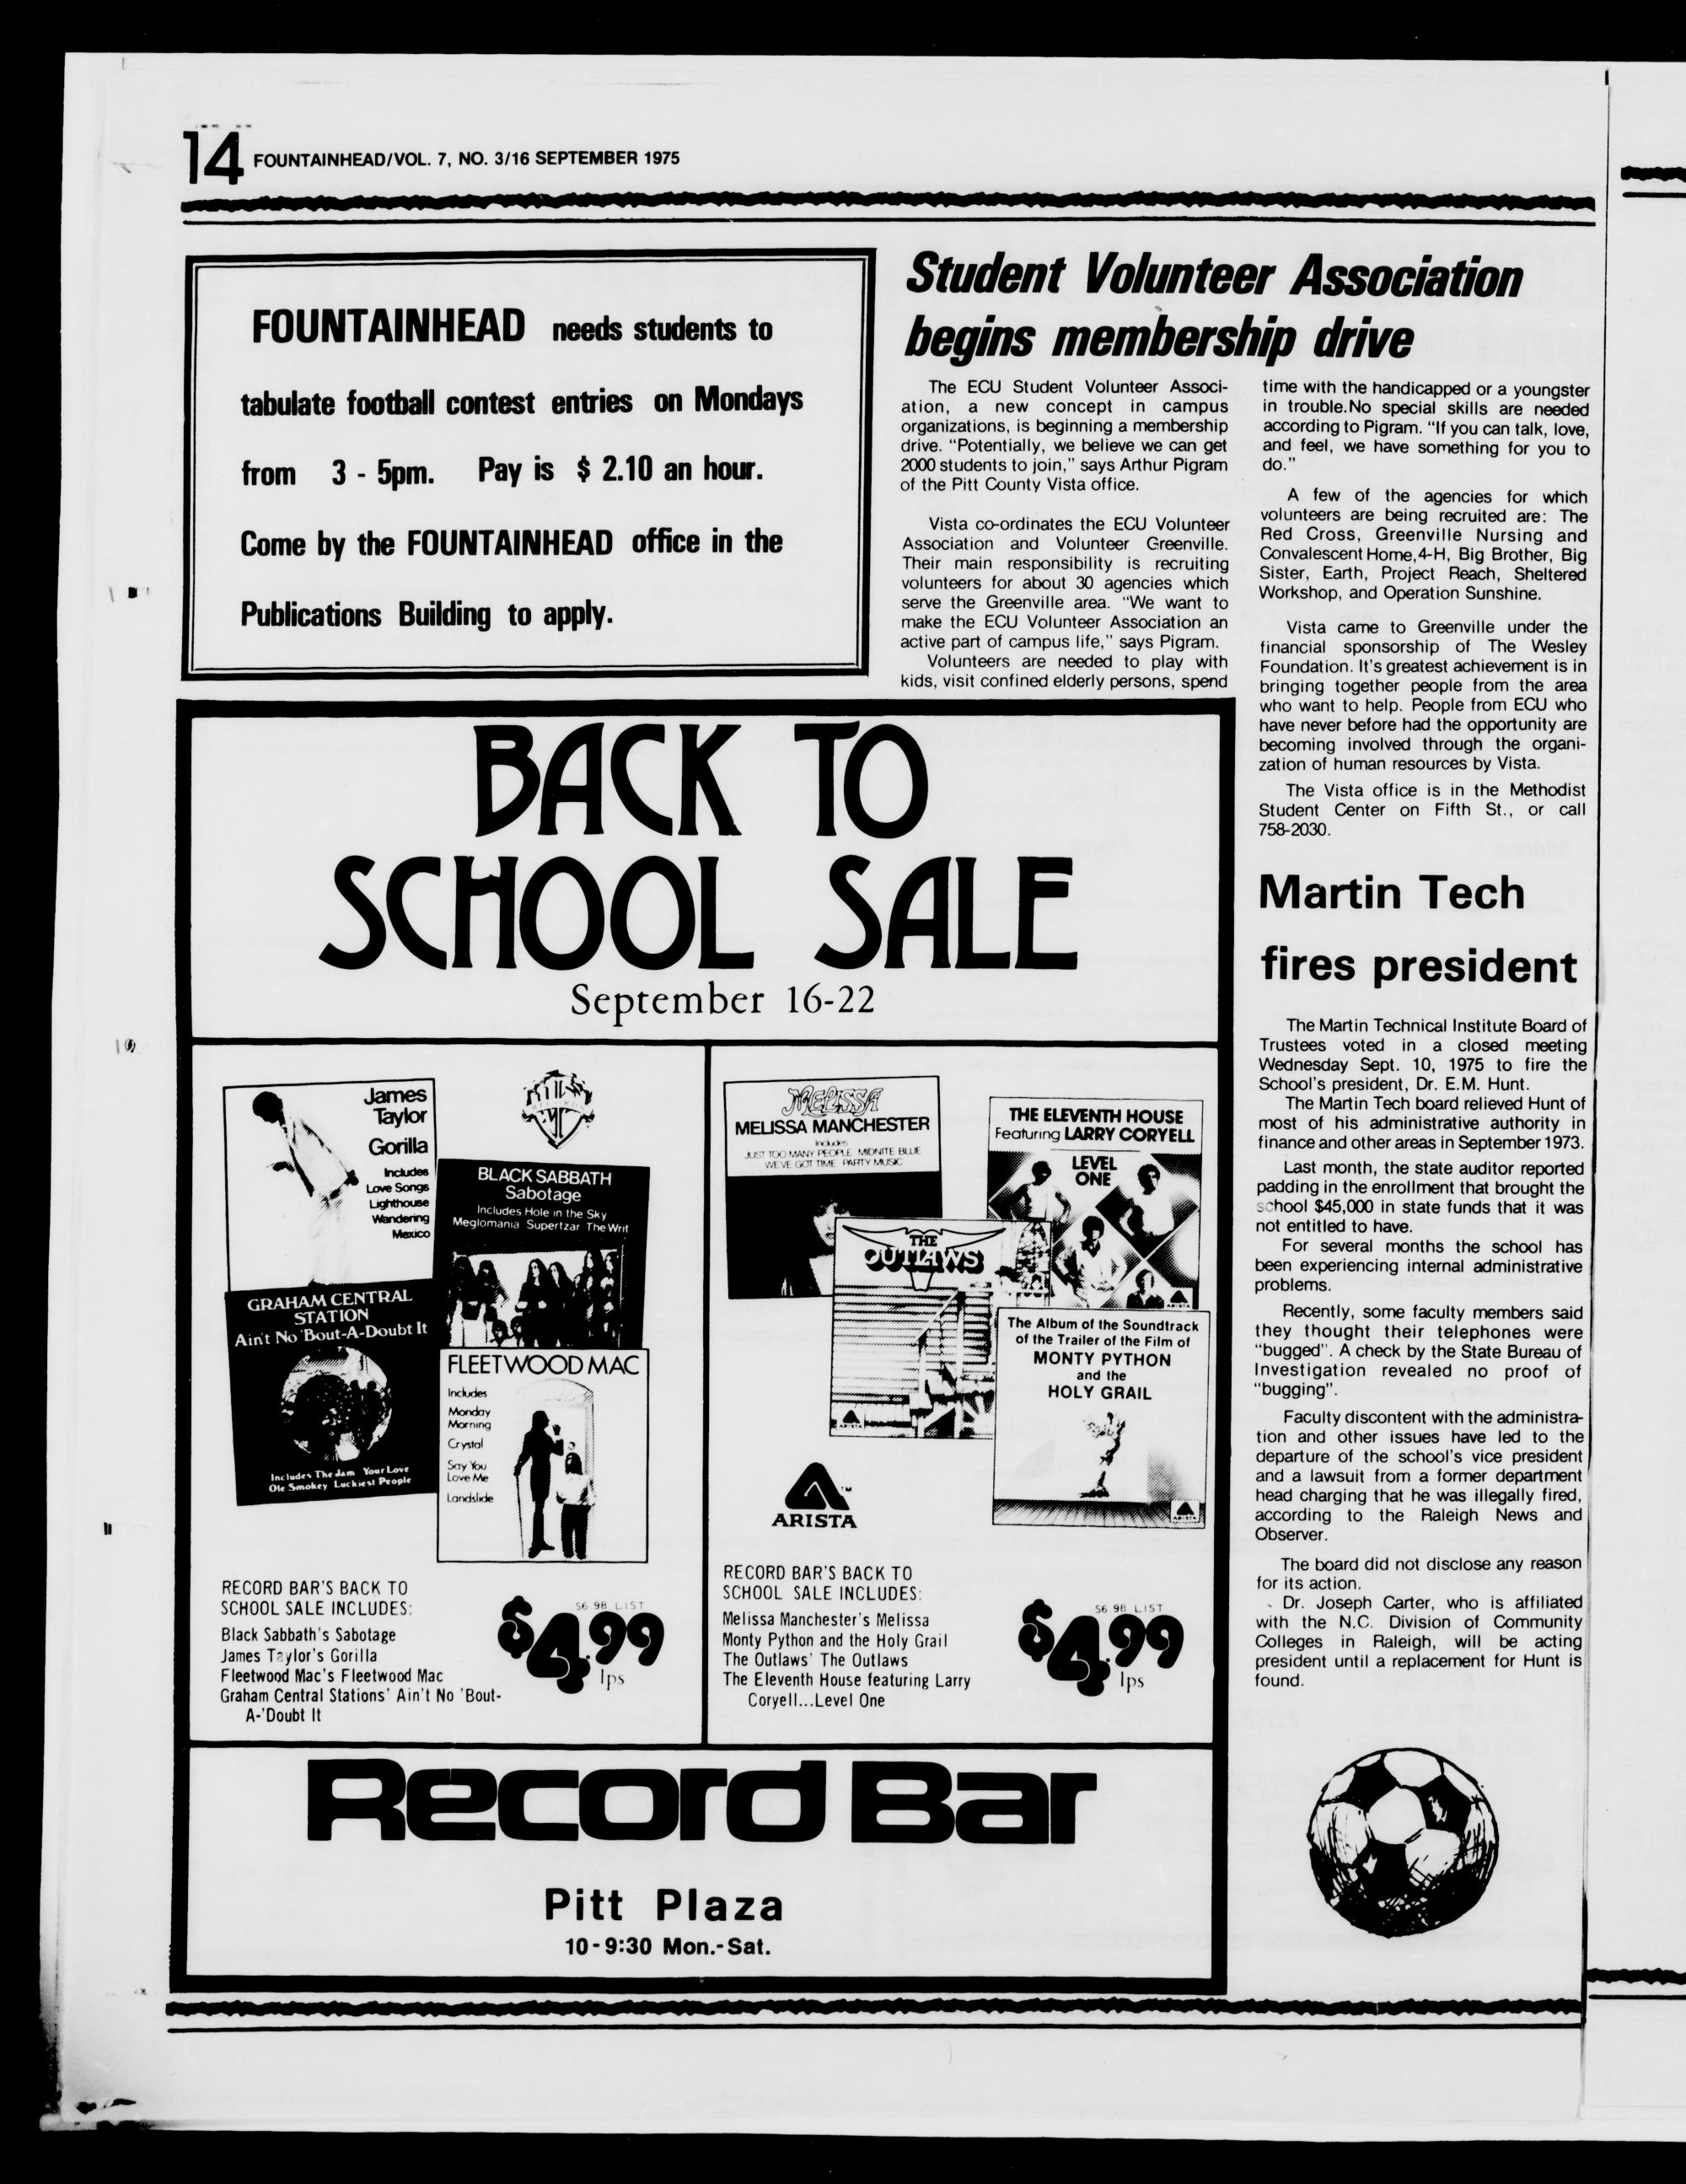 14 FOUNTAINHEAD/VOL. 7, NO. 3/16 SEPTEMBER 1975
FOUNTAINHEAD needs students to
tabulate football contest entries on Mondays
from 3 - 5pm. Pay is $ 2.10 an hour.
Come by the FOUNTAINHEAD office in the
Publications Building to apply.
Student Volunteer Association
begins membership drive
The ECU Student Volunteer Associ-
ation, a new concept in campus
organizations, is beginning a membership
drive. "Potentially, we believe we can get
2000 students to join," says Arthur Pigram
of the Pitt County Vista office.
Vista co-ordinates the ECU Volunteer
Association and Volunteer Greenville.
Their main responsibility is recruiting
volunteers for about 30 agencies which
serve the Greenville area. "We want to
make the ECU Volunteer Association an
active part of campus life," says Pigram.
Volunteers are needed to play with
kids, visit confined elderly persons, spend
time with the handicapped or a youngster
in trouble.No special skills are needed
according to Pigram. "If you can talk, love,
and feel, we have something for you to
do."
A few of the agencies for which
volunteers are being recruited are: The
Red Cross, Greenville Nursing and
Convalescent Home,4-H, Big Brother, Big
Sister, Earth, Project Reach, Sheltered
Workshop, and Operation Sunshine.
Vista came to Greenville under the
financial sponsorship of The Wesley
Foundation. It's greatest achievement is in
bringing together people from the area
who want to help. People from ECU who
have never before had the opportunity are
becoming involved through the organi-
zation of human resources by Vista.
The Vista office is in the Methodist
Student Center on Fifth St., or call
758-2030.
Martin Tech
fires president
The Martin Technical Institute Board of
Trustees voted in a closed meeting
Wednesday Sept. 10, 1975 to fire the
School's president, Dr. E.M. Hunt.
The Martin Tech board relieved Hunt of
most of his administrative authority in
finance and other areas in September 1973.
Last month, the state auditor reported
padding in the enrollment that brought the
school $45,000 in state funds that it was
not entitled to have.
For several months the school has
been experiencing internal administrative
problems.
Recently, some faculty members said
they thought their telephones were
"bugged". A check by the State Bureau of
Investigation revealed no proof of
"bugging".
Faculty discontent with the administra-
tion and other issues have led to the
departure of the school's vice president
and a lawsuit from a former department
head charging that he was illegally fired,
according to the Raleigh News and
Observer.
The board did not disclose any reason
for its action.
Dr. Joseph Carter, who is affiliated
with the N.C. Division of Community
Colleges in Raleigh, will be acting
president until a replacement for Hunt is
found.
BACK TO
SCHOOL SALE
September 16-22
James
Taylor
Gorilla
Includes
Love Songs
Lighthouse
Wandering
Mexico
BLACK SABBATH
Sabotage
Includes Hole in the Sky
Meglomania Supertzar The Writ
GRAHAM CENTRAL
STATION
Ain't No 'Bout-A-Doubt It
Includes The Jam Your Love
Ole Smokey Luckiest People
FLEETWOOD MAC
Includes
Monday
Morning
Crystal
Say You
Love Me
Landslide
RECORD BAR'S BACK TO
SCHOOL SALE INCLUDES:
Black Sabbath's Sabotage
James Taylor's Gorilla
Fleetwood Mac's Fleetwood Mac
Graham Central Stations' Ain't No 'Bout-
A-'Doubt It
$6 98 LIST
$4.99
lps
MELISSA
MELISSA MANCHESTER
Includes
JUST TOO MANY PEOPLE MIDNITE BLUE
WE'VE GOT TIME PARTY MUSIC
THE ELEVENTH HOUSE
Featuring LARRY CORYELL
LEVEL
ONE
ARISTA
THE
OUTLAWS
ARISTA
The Album of the Soundtrack
of the Trailer of the Film of
MONTY PYTHON
and the
HOLY GRAIL
ARISTA
ARISTA™
RECORD BAR'S BACK TO
SCHOOL SALE INCLUDES:
Melissa Manchester's Melissa
Monty Python and the Holy Grail
The Outlaws' The Outlaws
The Eleventh House featuring Larry
Coryell...Level One
$6 98 LIST
$4.99
lps
Record Bar
Pitt Plaza
10-9:30 Mon.-Sat.